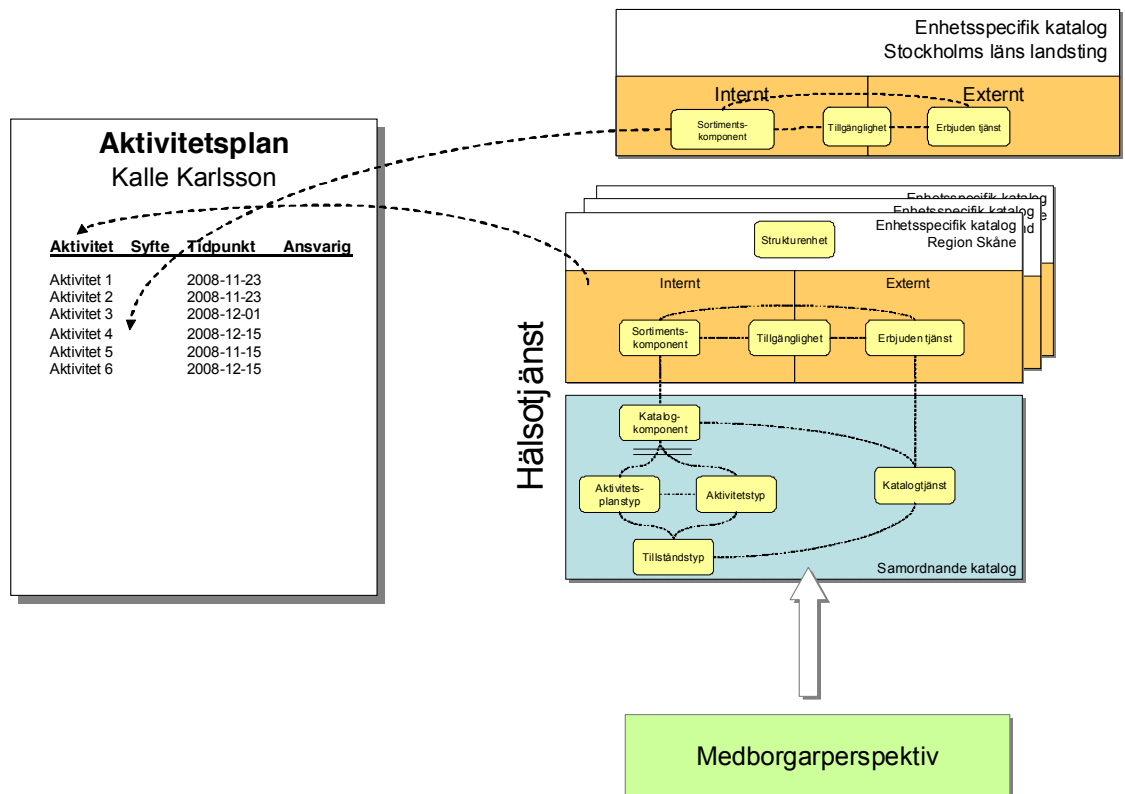 Enhetsspecifik katalog
Stockholms läns landsting
Internt
Externt
Sortiments-
komponent
Tillgänglighet
Erbjuden tjänst
Aktivitetsplan
Kalle Karlsson
Aktivitet Syfte Tidpunkt Ansvarig
Aktivitet 1 2008-11-23
Aktivitet 2 2008-11-23
Aktivitet 3 2008-12-01
Aktivitet 4 2008-12-15
Aktivitet 5 2008-11-15
Aktivitet 6 2008-12-15
Hälsotjänst
Enhetsspecifik katalog
Enhetsspecifik katalog
Enhetsspecifik katalog
Region Skåne
Strukturenhet
Internt
Externt
Sortiments-
komponent
Tillgänglighet
Erbjuden tjänst
Katalog-
komponent
Aktivitets-
planstyp
Aktivitetstyp
Katalogtjänst
Tillståndstyp
Samordnande katalog
Medborgarperspektiv